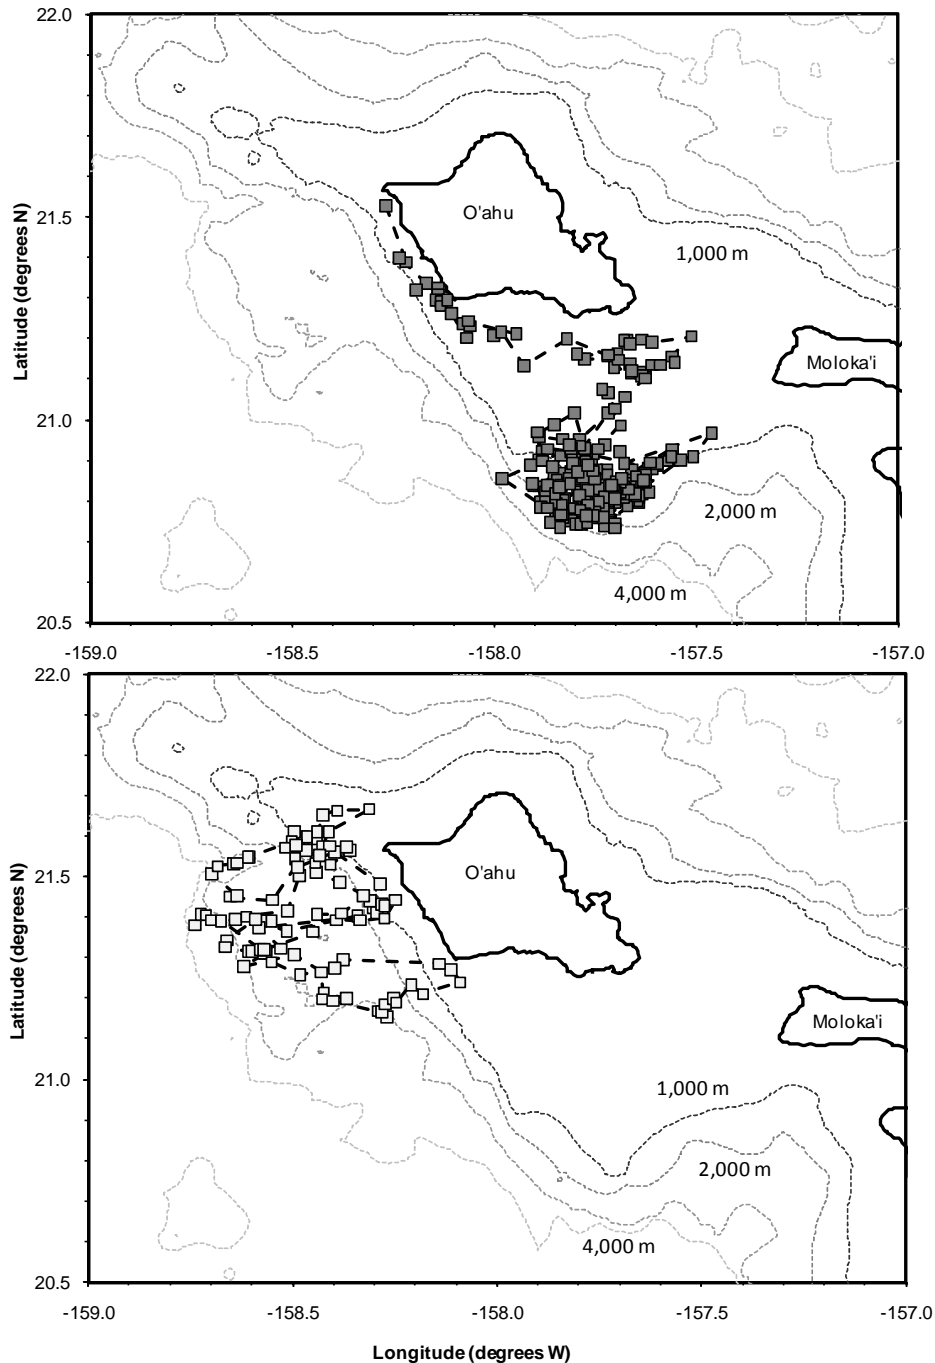 22.0
21.5
21.0
20.5
Latitude (degrees N)
O'ahu
1,000 m
Moloka'i
2,000 m
4,000 m
-159.0
-158.5
-158.0
-157.5
-157.0
22.0
21.5
21.0
20.5
Latitude (degrees N)
O'ahu
Moloka'i
1,000 m
2,000 m
4,000 m
-159.0
-158.5
-158.0
-157.5
-157.0
Longitude (degrees W)